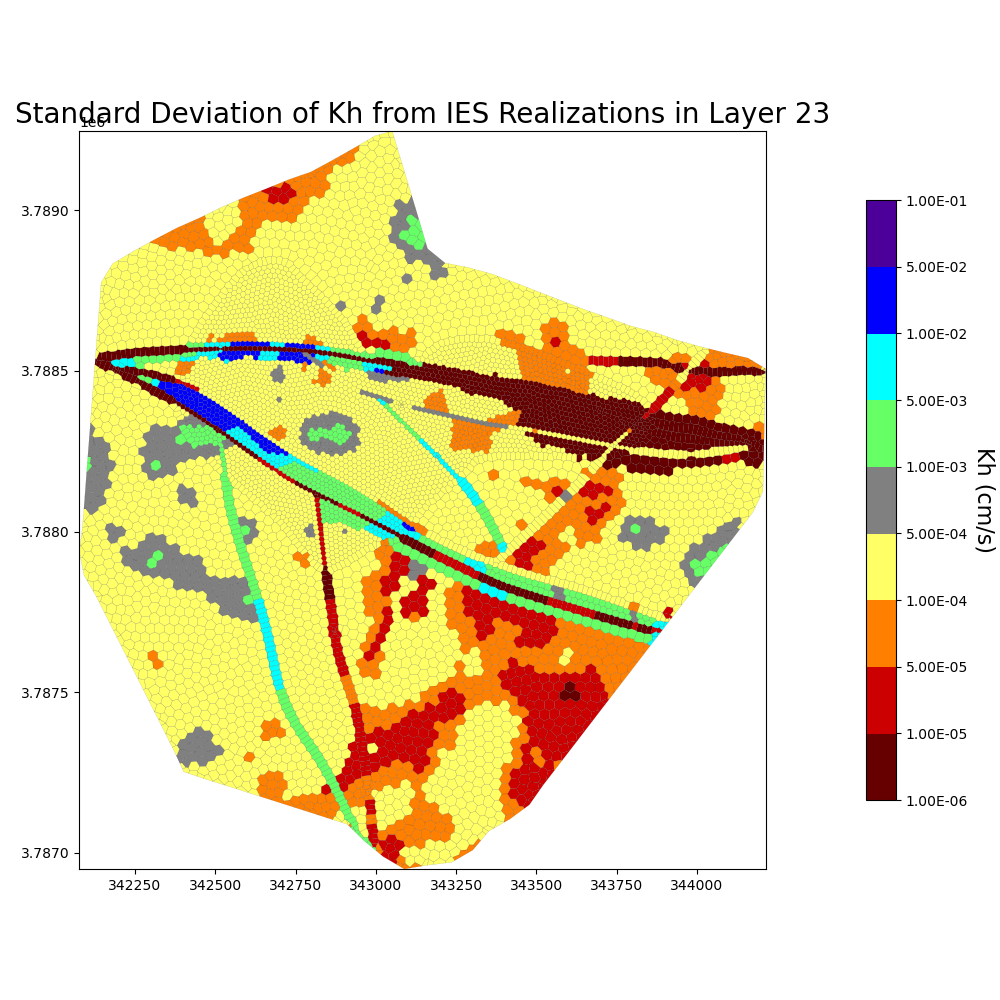 Standard Deviation of Kh from IES Realizations in Layer 23
1e6
3.7890
3.7885
3.7880
3.7875
3.7870
342250 342500 342750 343000 343250 343500 343750 344000
1.00E-01
5.00E-02
1.00E-02
5.00E-03
1.00E-03
5.00E-04
1.00E-04
5.00E-05
1.00E-05
1.00E-06
Kh (cm/s)